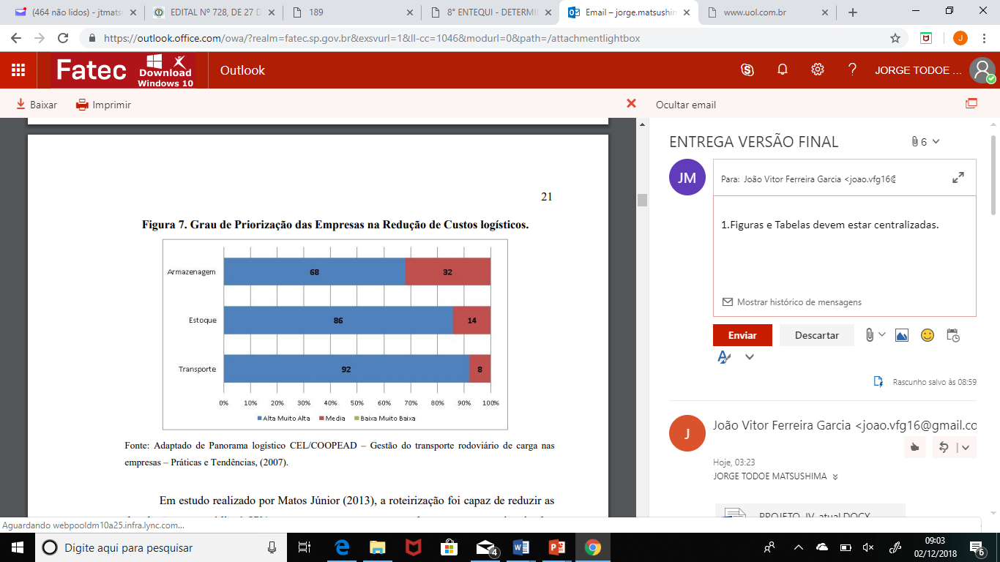 (464 não lidos) - jtmats
EDITAL Nº 728, DE 27 D
189
8° ENTEQUI - DETERMI
Email – jorge.matsushin
www.uol.com.br
https://outlook.office.com/owa/?realm=fatec.sp.gov.br&exsvurl=1&ll-cc=1046&modurl=0&path=/attachmentlightbox
Fatec
Download
Windows 10
Outlook
JORGE TODOE ...
Baixar
Imprimir
Ocultar email
21
Figura 7. Grau de Priorização das Empresas na Redução de Custos logísticos.
Armazenagem 68 32
Estoque 86 14
Transporte 92 8
0% 10% 20% 30% 40% 50% 60% 70% 80% 90% 100%
Alta Muito Alta Media Baixa Muito Baixa
Fonte: Adaptado de Panorama logístico CEL/COOPEAD – Gestão do transporte rodoviário de carga nas
empresas – Práticas e Tendências, (2007).
Em estudo realizado por Matos Júnior (2013), a roteirização foi capaz de reduzir as
ENTREGA VERSÃO FINAL
6
JM
Para: João Vitor Ferreira Garcia <joao.vfg16@
1.Figuras e Tabelas devem estar centralizadas.
Mostrar histórico de mensagens
Enviar
Descartar
Rascunho salvo às 08:59
J
João Vitor Ferreira Garcia <joao.vfg16@gmail.co
Hoje, 03:23
JORGE TODOE MATSUSHIMA
PROJETO_IV_atual.DOCX
Aguardando webpooldm10a25.infra.lync.com...
Digite aqui para pesquisar
4
09:03
02/12/2018
6